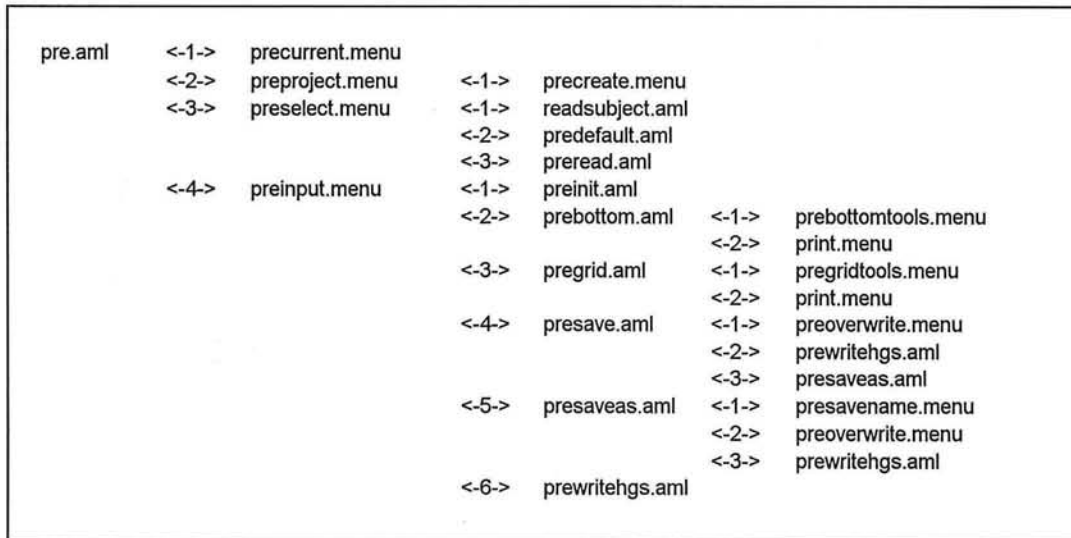 pre.aml <-1-> precurrent.menu
<-2-> preproject.menu <-1-> precreate.menu
<-3-> preselect.menu <-1-> readsubject.aml
<-2-> predefault.aml
<-3-> preread.aml
<-4-> preinput.menu <-1-> preinit.aml
<-2-> prebottom.aml <-1-> prebottomtools.menu
<-2-> print.menu
<-3-> pregrid.aml <-1-> pregridtools.menu
<-2-> print.menu
<-4-> presave.aml <-1-> preoverwrite.menu
<-2-> prewritehgs.aml
<-3-> presaveas.aml
<-5-> presaveas.aml <-1-> presavename.menu
<-2-> preoverwrite.menu
<-3-> prewritehgs.aml
<-6-> prewritehgs.aml